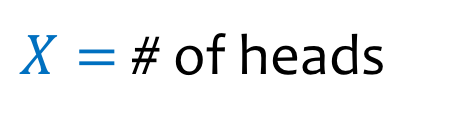 X = # of heads